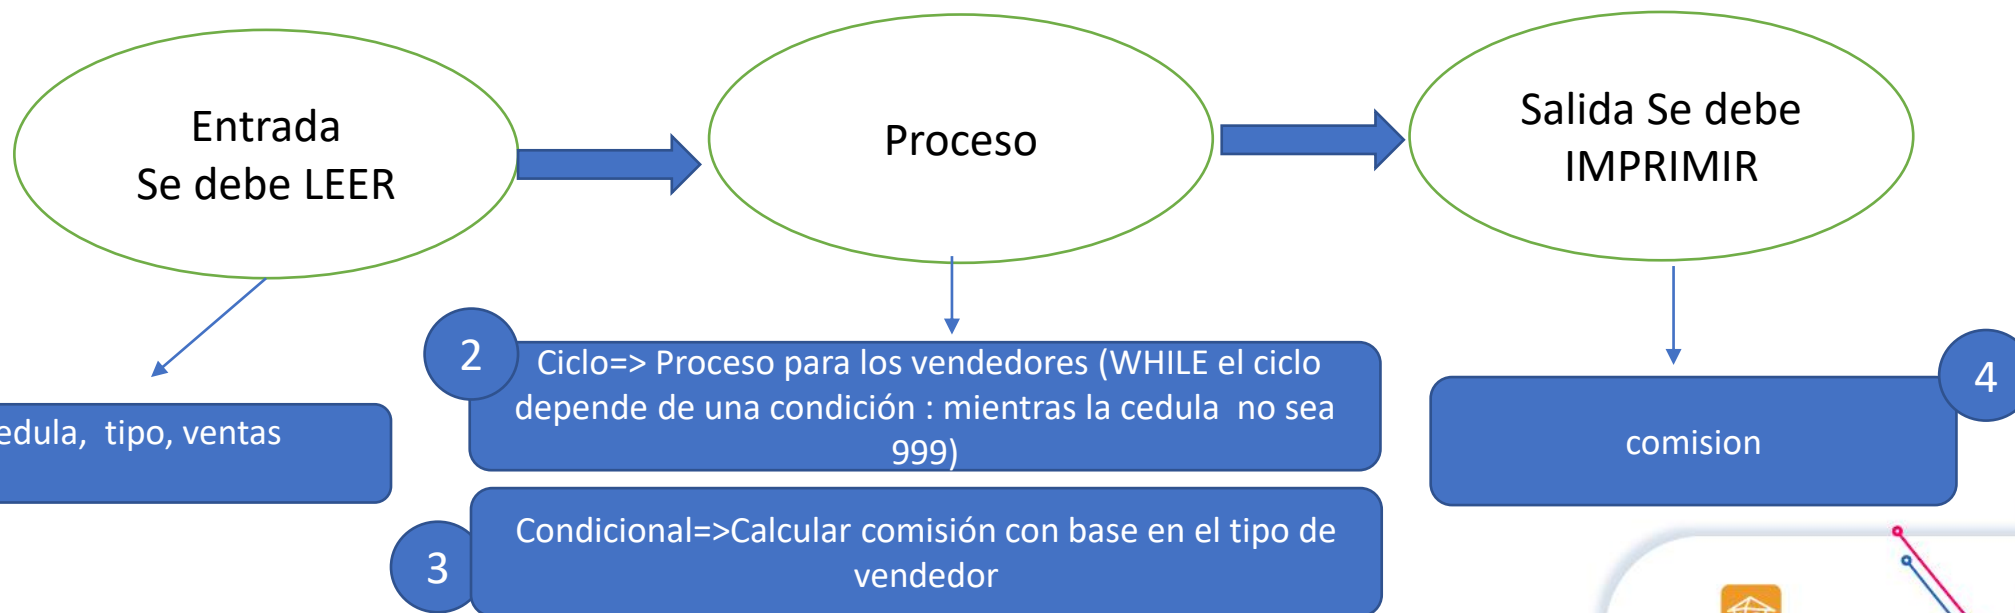 Entrada
Se debe LEER
Proceso
Salida Se debe
IMPRIMIR
edula, tipo, ventas
2
Ciclo=> Proceso para los vendedores (WHILE el ciclo
depende de una condición : mientras la cedula no sea
999)
3
Condicional=>Calcular comisión con base en el tipo de
vendedor
4
comision